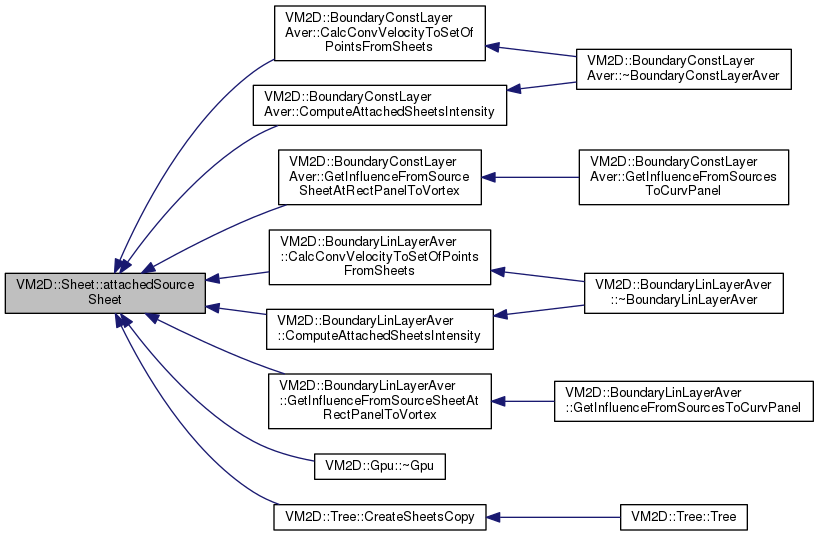 VM2D::BoundaryConstLayer
Aver::CalcConvVelocityToSetOf
PointsFromSheets
VM2D::BoundaryConstLayer
Aver::~BoundaryConstLayerAver
VM2D::BoundaryConstLayer
Aver::ComputeAttachedSheetsIntensity
VM2D::BoundaryConstLayer
Aver::GetInfluenceFromSource
SheetAtRectPanelToVortex
VM2D::BoundaryConstLayer
Aver::GetInfluenceFromSources
ToCurvPanel
VM2D::Sheet::attachedSource
Sheet
VM2D::BoundaryLinLayerAver
::CalcConvVelocityToSetOfPoints
FromSheets
VM2D::BoundaryLinLayerAver
::~BoundaryLinLayerAver
VM2D::BoundaryLinLayerAver
::ComputeAttachedSheetsIntensity
VM2D::BoundaryLinLayerAver
::GetInfluenceFromSourceSheetAt
RectPanelToVortex
VM2D::BoundaryLinLayerAver
::GetInfluenceFromSourcesToCurvPanel
VM2D::Gpu::~Gpu
VM2D::Tree::CreateSheetsCopy
VM2D::Tree::Tree